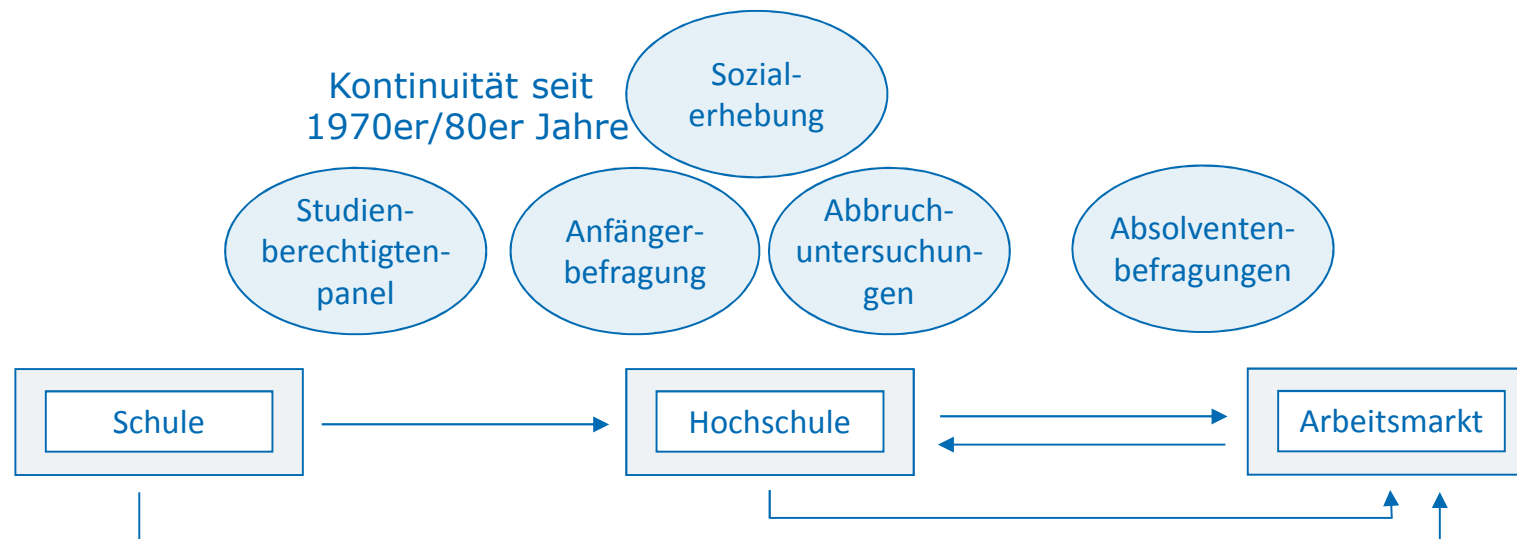 Kontinuität seit
1970er/80er Jahre
Sozial-
erhebung
Studien-
berechtigten-
panel
Anfänger-
befragung
Abbruch-
untersuchun-
gen
Absolventen-
befragungen
Schule
Hochschule
Arbeitsmarkt